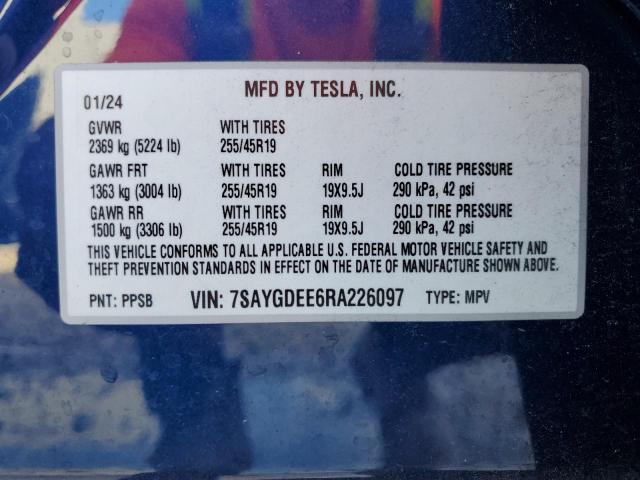 MFD BY TESLA, INC.
01/24
GVWR WITH TIRES
2369 kg (5224 lb) 255/45R19
GAWR FRT WITH TIRES RIM COLD TIRE PRESSURE
1363 kg (3004 lb) 255/45R19 19X9.5J 290 kPa, 42 psi
GAWR RR WITH TIRES RIM COLD TIRE PRESSURE
1500 kg (3306 lb) 255/45R19 19X9.5J 290 kPa, 42 psi
THIS VEHICLE CONFORMS TO ALL APPLICABLE U.S. FEDERAL MOTOR VEHICLE SAFETY AND
THEFT PREVENTION STANDARDS IN EFFECT ON THE DATE OF MANUFACTURE SHOWN ABOVE.
PNT: PPSB VIN: 7SAYGDEE6RA226097 TYPE: MPV